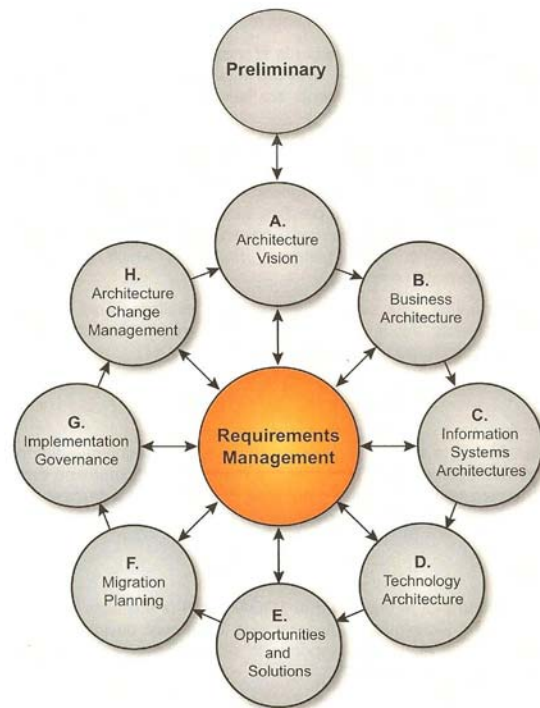 Preliminary
A.
Architecture
Vision
B.
Business
Architecture
C.
Information
Systems
Architectures
D.
Technology
Architecture
E.
Opportunities
and
Solutions
F.
Migration
Planning
G.
Implementation
Governance
H.
Architecture
Change
Management
Requirements
Management